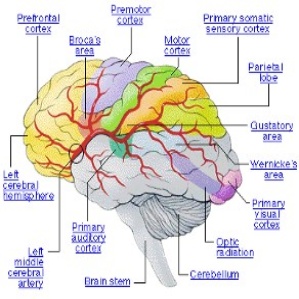 Prefrontal
cortex
Premotor
cortex
Broca's
area
Motor
cortex
Primary somatic
sensory cortex
Parietal
lobe
Gustatory
area
Wernicke's
area
Primary
visual
cortex
Optic
radiation
Cerebellum
Brain stem
Primary
auditory
cortex
Left
middle
cerebral
artery
Left
cerebral
hemisphere